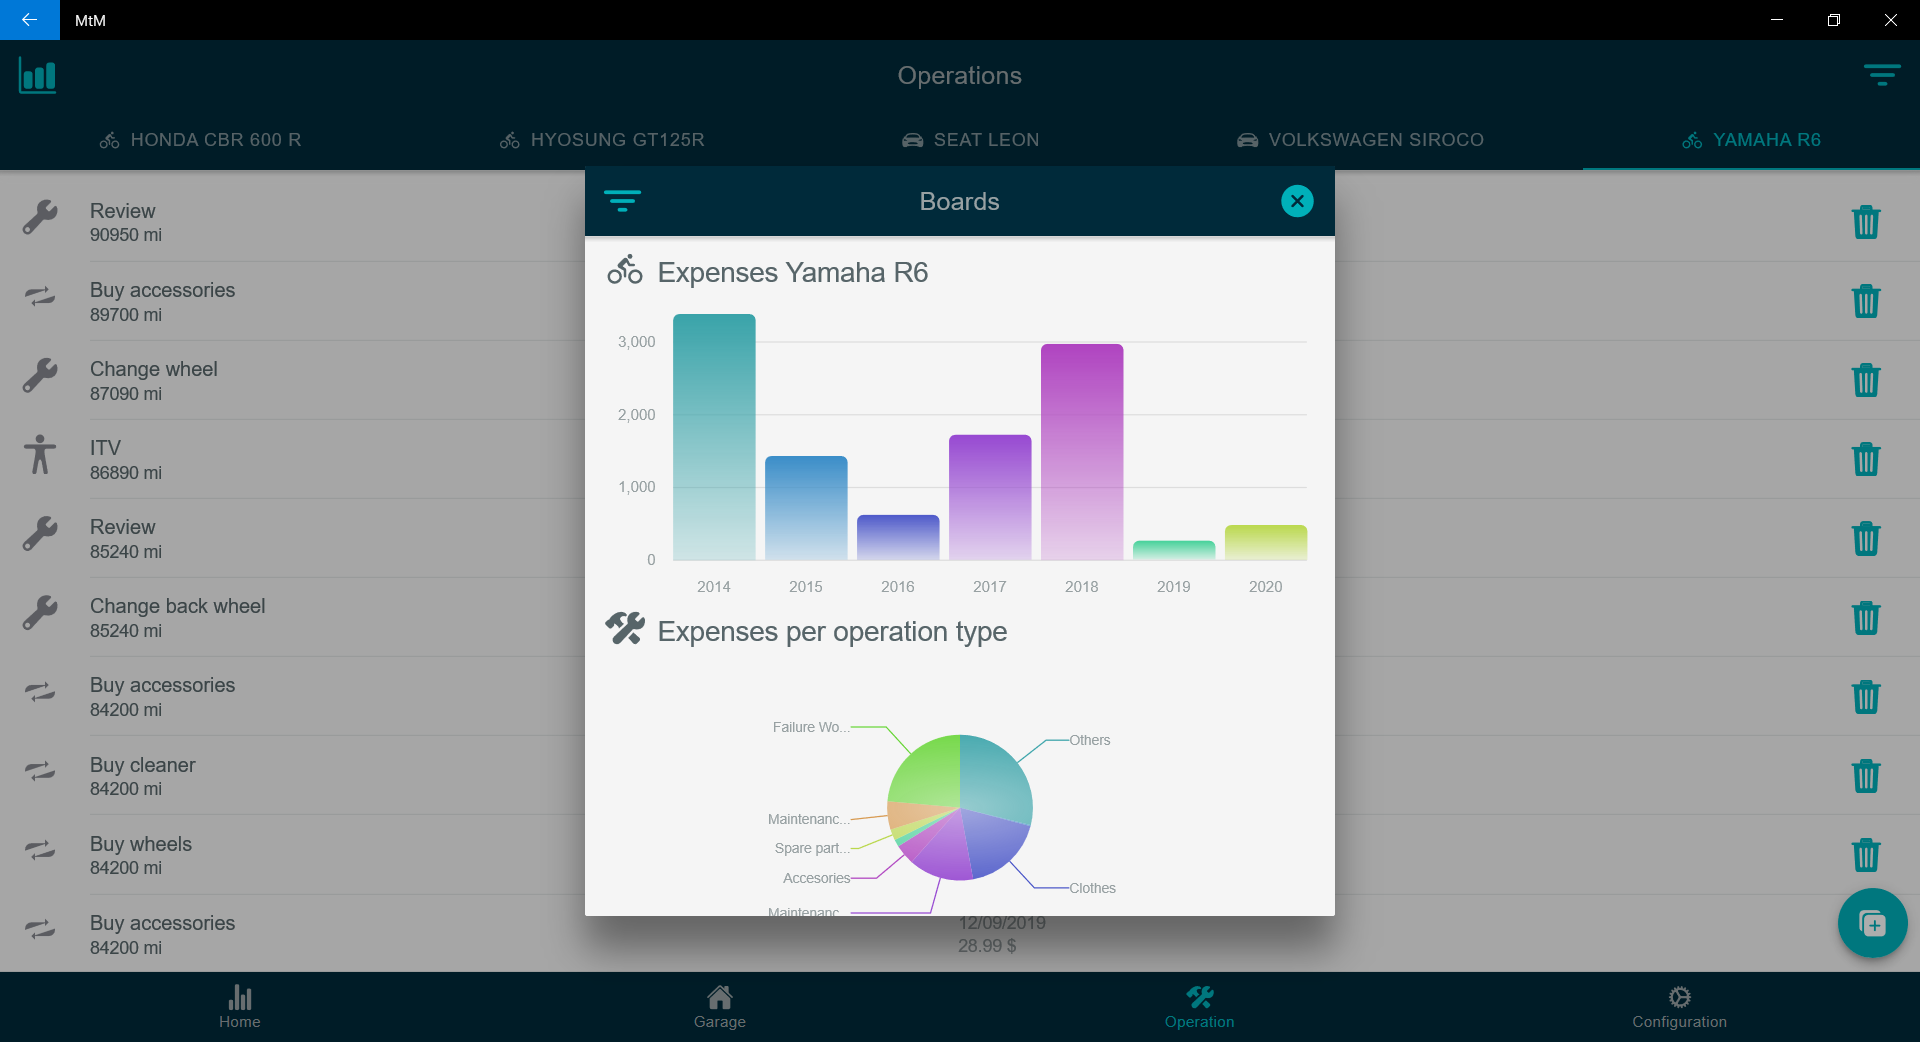 MtM
Operations
HONDA CBR 600 R
HYOSUNG GT125R
SEAT LEON
VOLKSWAGEN SIROCO
YAMAHA R6
Review
90950 mi
Buy accessories
89700 mi
Change wheel
87090 mi
ITV
86890 mi
Review
85240 mi
Change back wheel
85240 mi
Buy accessories
84200 mi
Buy cleaner
84200 mi
Buy wheels
84200 mi
Buy accessories
84200 mi
12/09/2019
28.99 $
Boards
Expenses Yamaha R6
3,000
2,000
1,000
0
2014
2015
2016
2017
2018
2019
2020
Expenses per operation type
Failure Wo...
Others
Maintenanc...
Spare part...
Accesories
Clothes
Maintenanc...
Home
Garage
Operation
Configuration